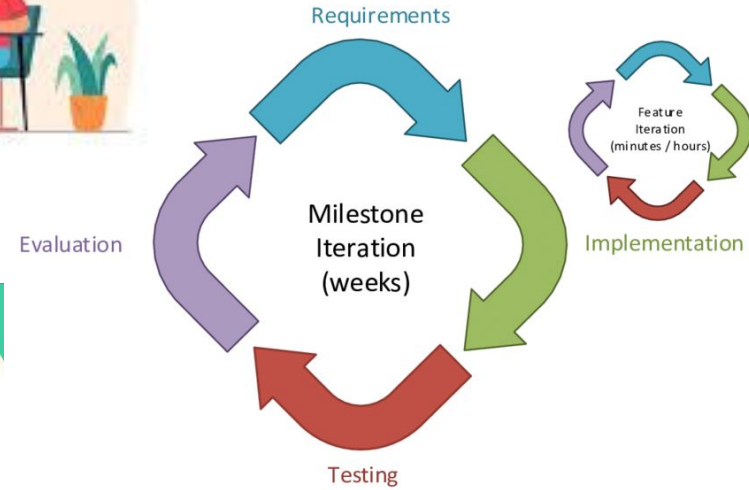 Requirements
Feature
Iteration
(minutes / hours)
Milestone
Iteration
(weeks)
Evaluation
Implementation
Testing